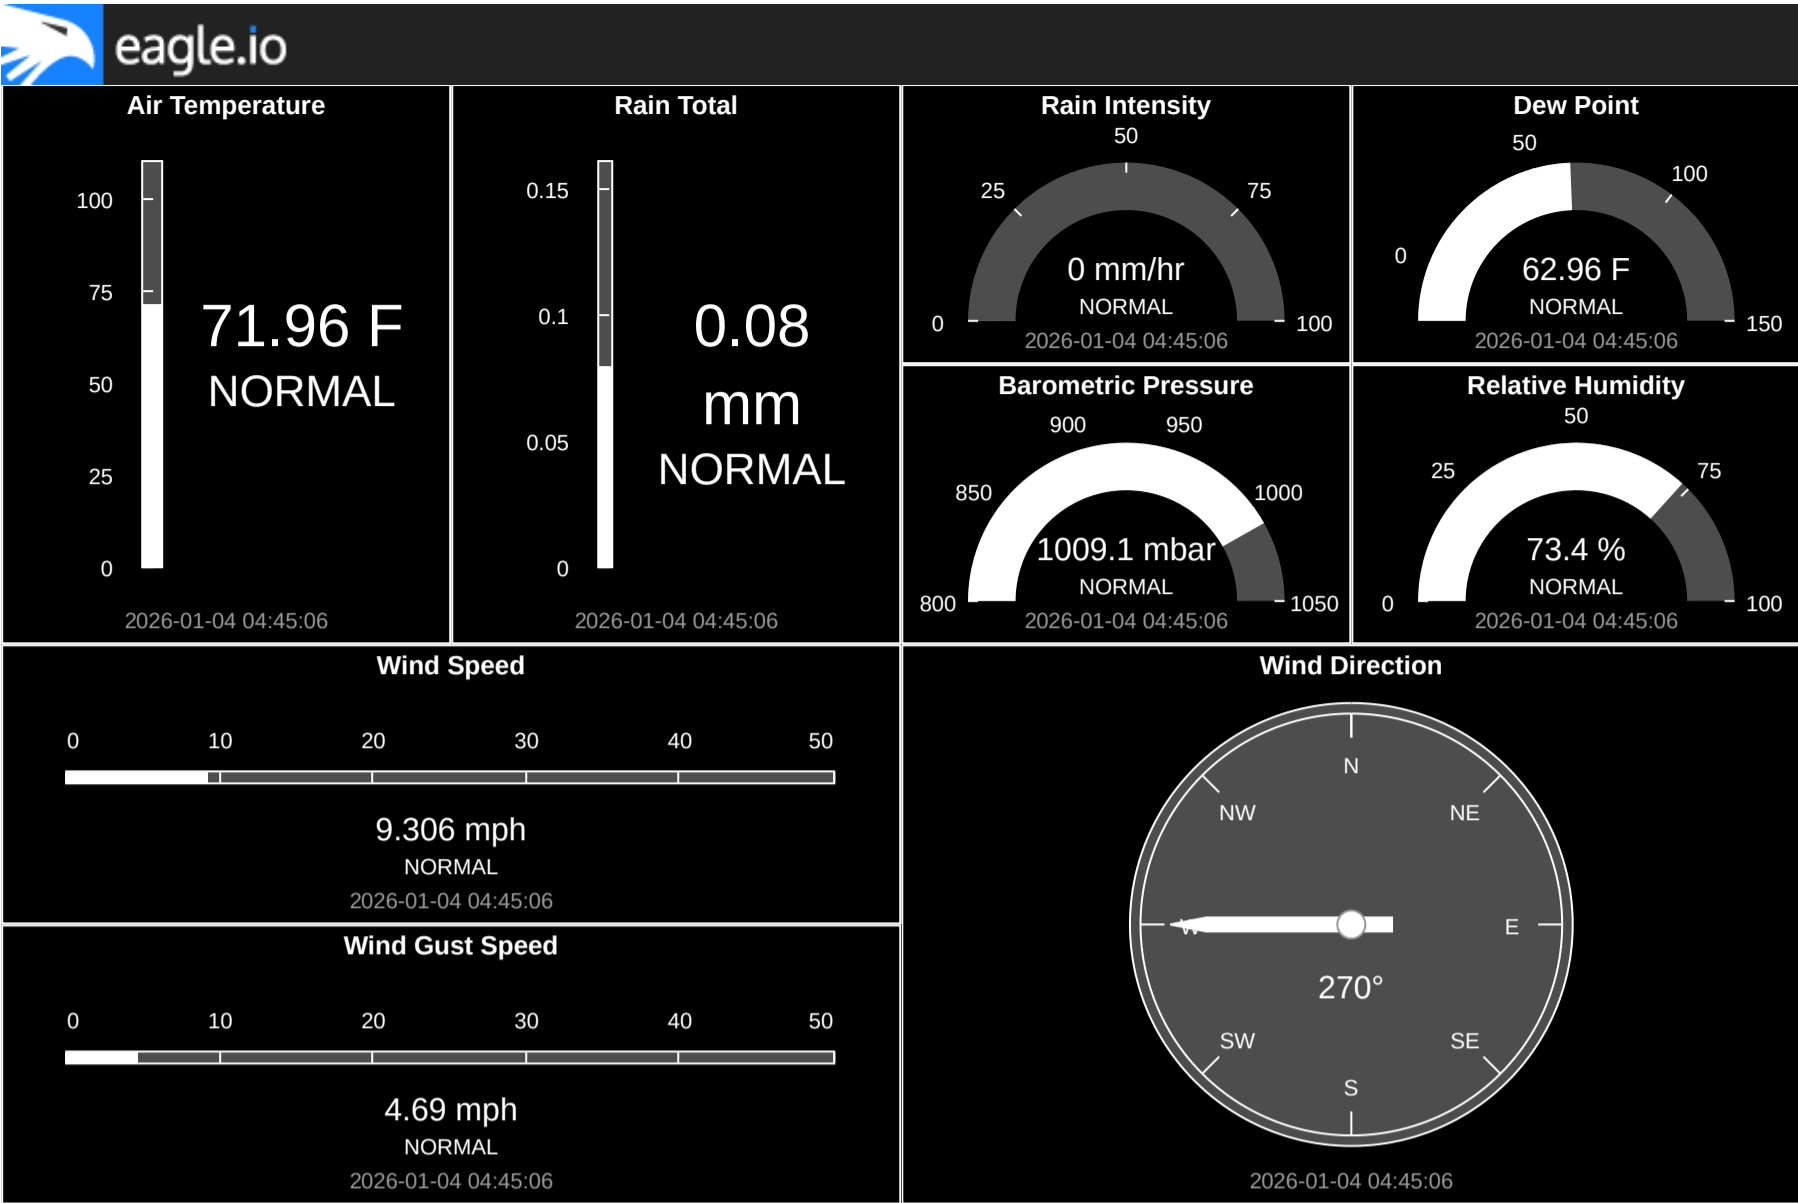 eagle.io
Air Temperature
100
75
50
25
0
71.96 F
NORMAL
2026-01-04 04:45:06
Rain Total
0.15
0.1
0.05
0
0.08
mm
NORMAL
2026-01-04 04:45:06
Rain Intensity
0
25
50
75
100
0 mm/hr
NORMAL
2026-01-04 04:45:06
Dew Point
0
50
100
150
62.96 F
NORMAL
2026-01-04 04:45:06
Barometric Pressure
800
850
900
950
1000
1050
1009.1 mbar
NORMAL
2026-01-04 04:45:06
Relative Humidity
0
25
50
75
100
73.4 %
NORMAL
2026-01-04 04:45:06
Wind Speed
0 10 20 30 40 50
9.306 mph
NORMAL
2026-01-04 04:45:06
Wind Gust Speed
0 10 20 30 40 50
4.69 mph
NORMAL
2026-01-04 04:45:06
Wind Direction
N
NW NE
W E
270°
SW SE
S
2026-01-04 04:45:06